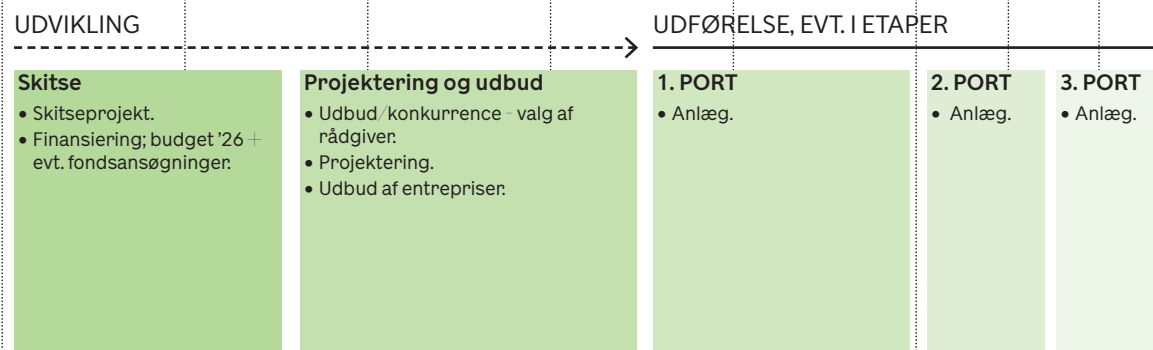 UDVIKLING
UDFØRELSE, EVT. I ETAPER
Skitse
• Skitseprojekt.
• Finansiering; budget ’26 +
evt. fondsansøgninger.
Projektering og udbud
• Udbud/konkurrence - valg af
rådgiver.
• Projektering.
• Udbud af entrepriser.
1. PORT
• Anlæg.
2. PORT
• Anlæg.
3. PORT
• Anlæg.